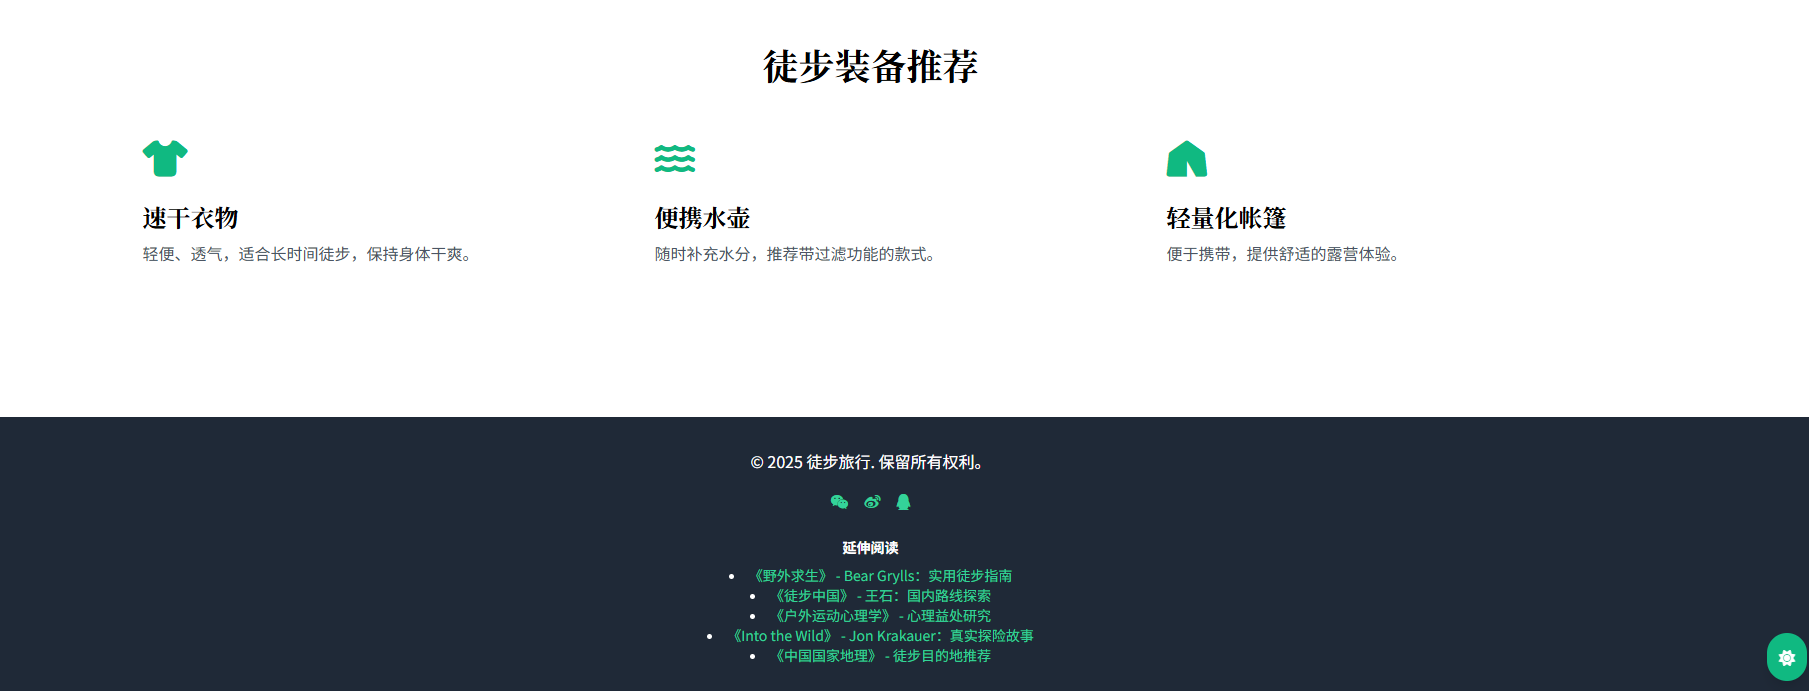 徒步装备推荐
速干衣物
轻便、透气，适合长时间徒步，保持身体干爽。
便携水壶
随时补充水分，推荐带过滤功能的款式。
轻量化帐篷
便于携带，提供舒适的露营体验。
© 2025 徒步旅行. 保留所有权利。
延伸阅读
• 《野外求生》 - Bear Grylls：实用徒步指南
• 《徒步中国》 - 王石：国内路线探索
• 《户外运动心理学》 - 心理益处研究
• 《Into the Wild》 - Jon Krakauer：真实探险故事
• 《中国国家地理》 - 徒步目的地推荐